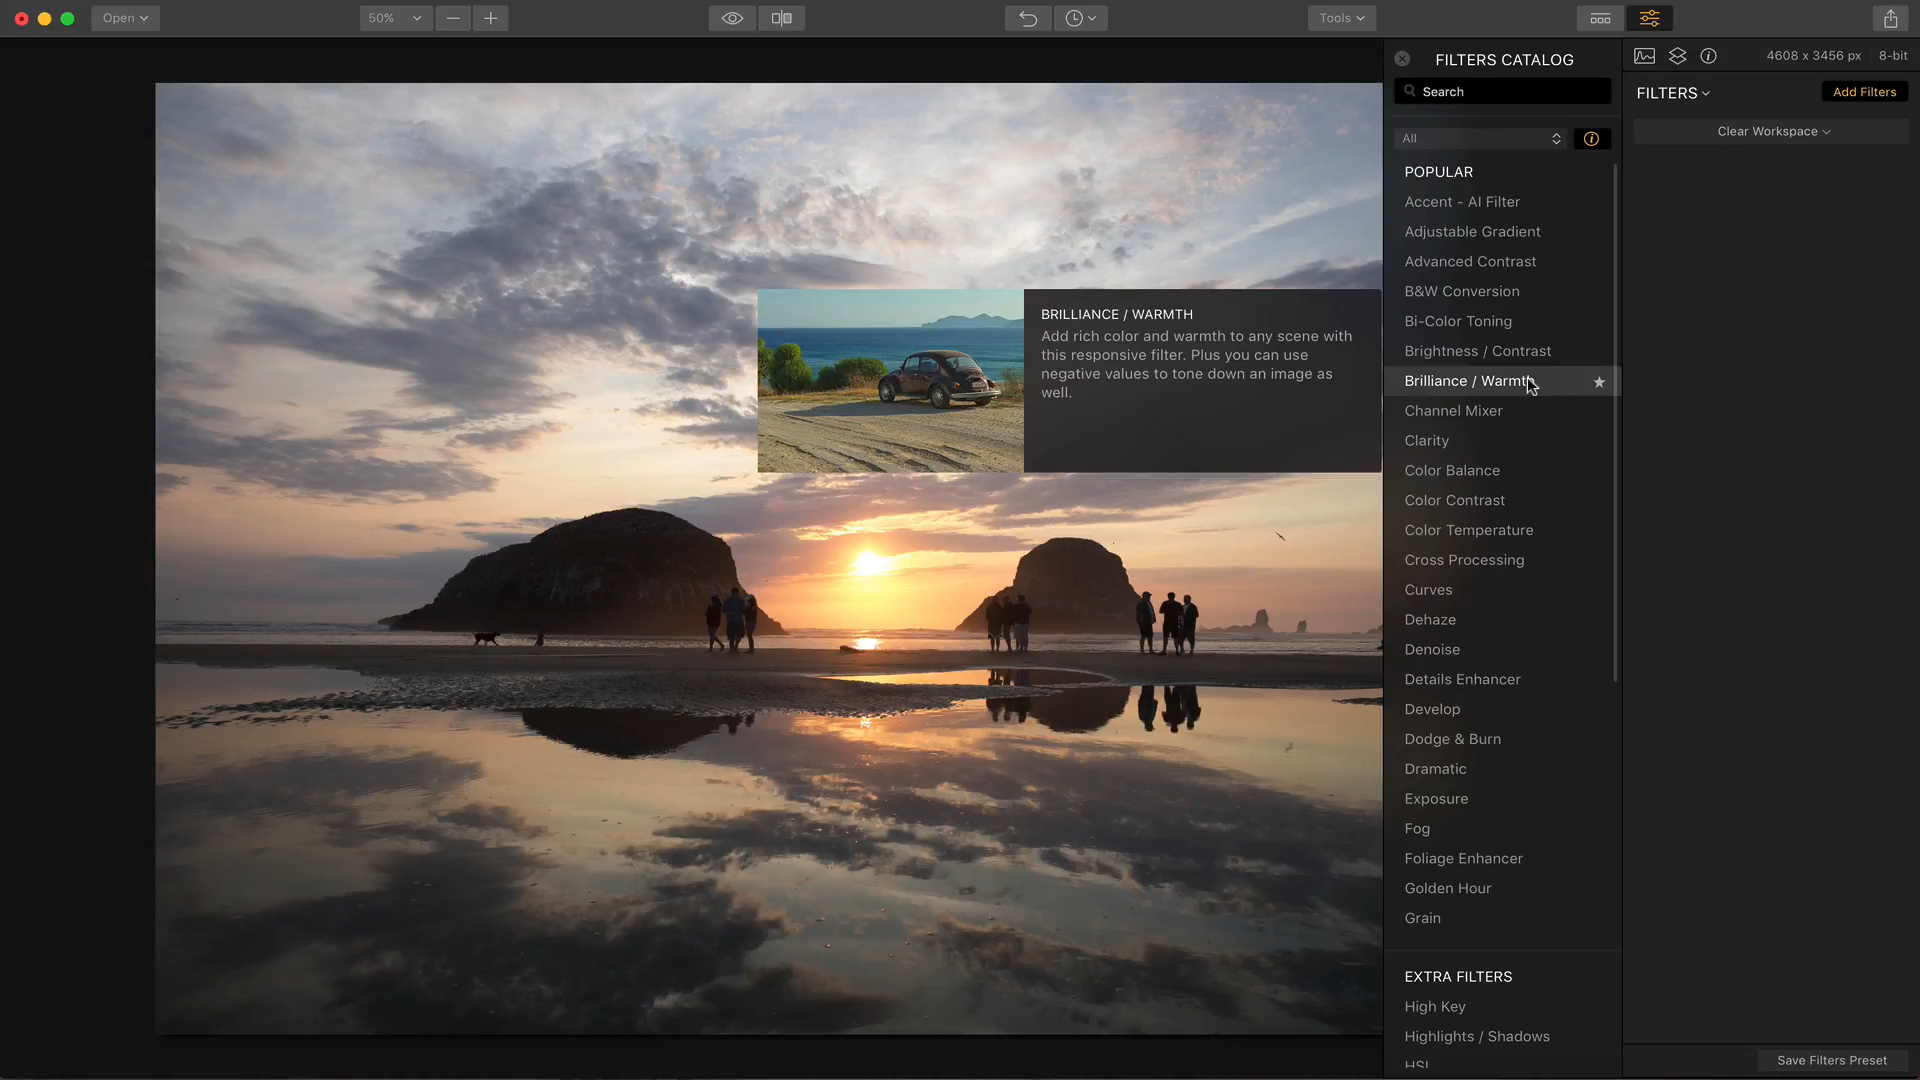 Open
50%
Tools
FILTERS CATALOG
Search
All
POPULAR
Accent - AI Filter
Adjustable Gradient
Advanced Contrast
B&W Conversion
Bi-Color Toning
Brightness / Contrast
Brilliance / Warmth
Channel Mixer
Clarity
Color Balance
Color Contrast
Color Temperature
Cross Processing
Curves
Dehaze
Denoise
Details Enhancer
Develop
Dodge & Burn
Dramatic
Exposure
Fog
Foliage Enhancer
Golden Hour
Grain
EXTRA FILTERS
High Key
Highlights / Shadows
HSL
BRILLIANCE / WARMTH
Add rich color and warmth to any scene with
this responsive filter. Plus you can use
negative values to tone down an image as
well.
4608 x 3456 px
8-bit
FILTERS
Add Filters
Clear Workspace
Save Filters Preset